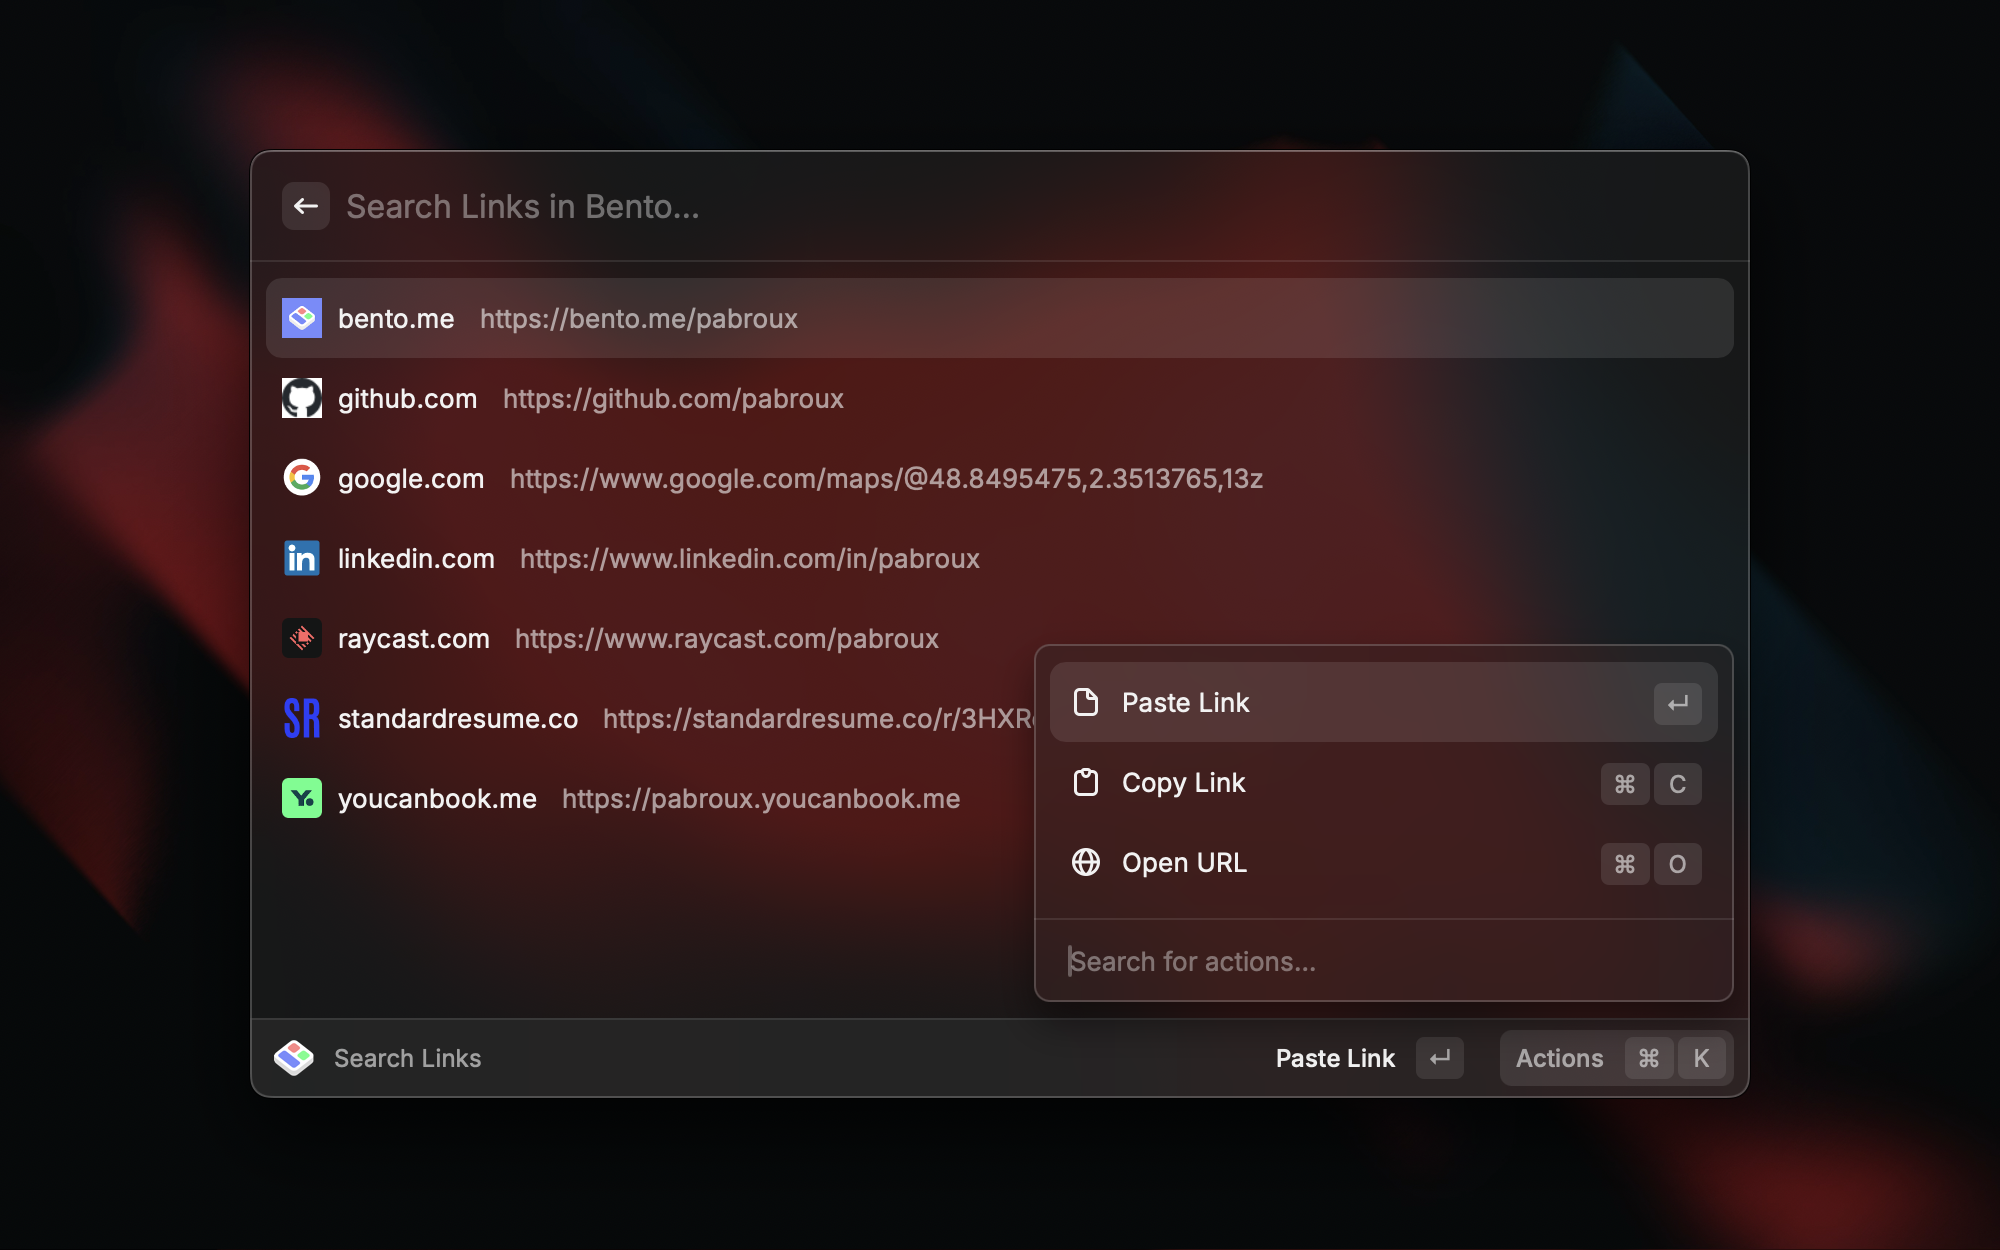 Search Links in Bento...
bento.me https://bento.me/pabroux
github.com https://github.com/pabroux
google.com https://www.google.com/maps/@48.8495475,2.3513765,13z
linkedin.com https://www.linkedin.com/in/pabroux
raycast.com https://www.raycast.com/pabroux
SR standardresume.co https://standardresume.co/r/3HXR
youcanbook.me https://pabroux.youcanbook.me
Paste Link ↵
Copy Link ⌘ C
Open URL ⌘ O
Search for actions...
Search Links Paste Link ↵ Actions ⌘ K